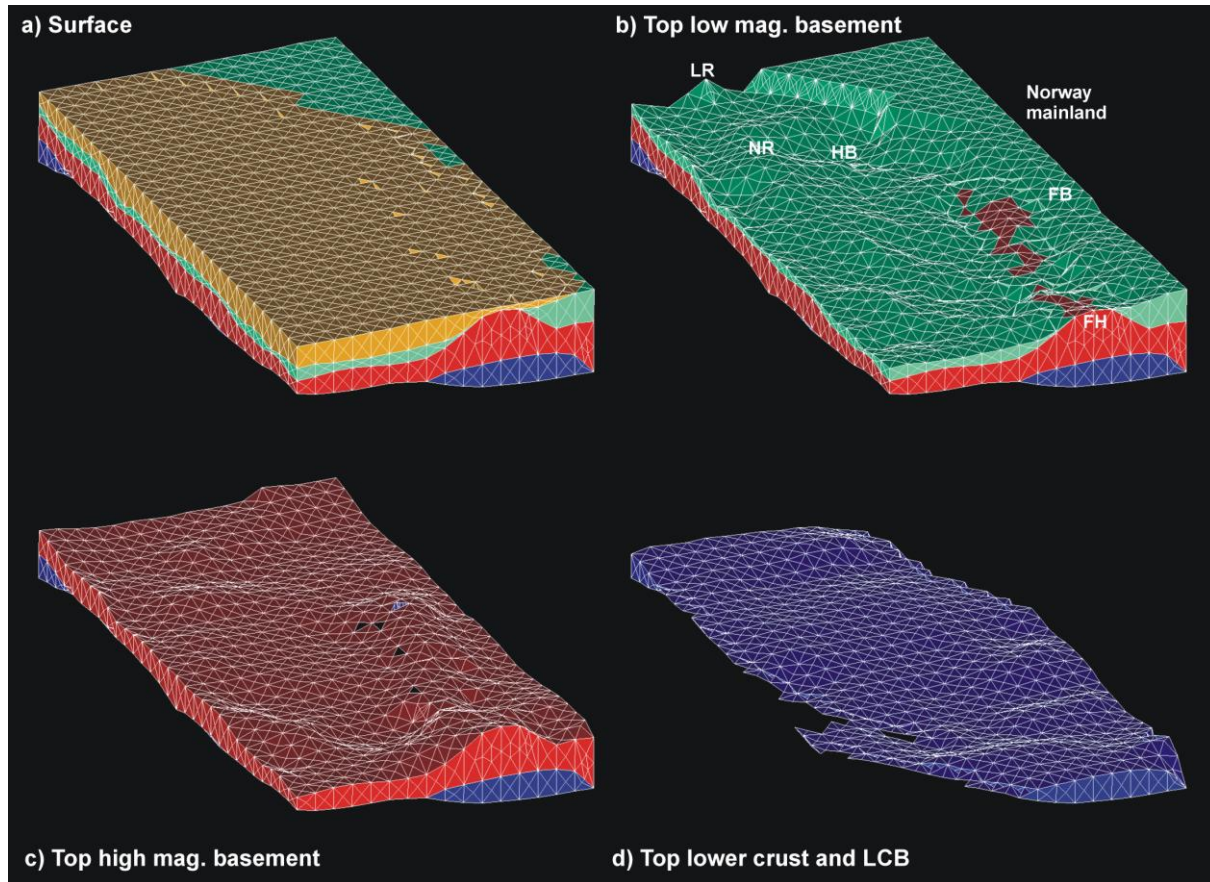 a) Surface
b) Top low mag. basement
LR
Norway
mainland
NR
HB
FB
FH
c) Top high mag. basement
d) Top lower crust and LCB